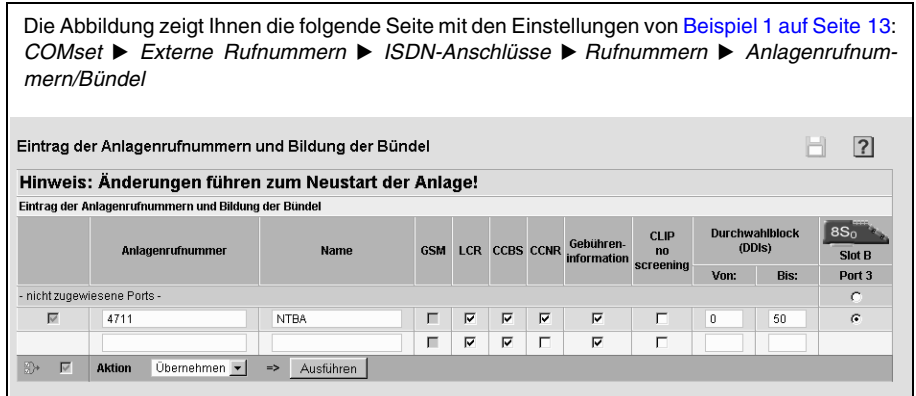 Die Abbildung zeigt Ihnen die folgende Seite mit den Einstellungen von Beispiel 1 auf Seite 13:
COMset ▶ Externe Rufnummern ▶ ISDN-Anschlüsse ▶ Rufnummern ▶ Anlagenrufnum-
mern/Bündel
Eintrag der Anlagenrufnummern und Bildung der Bündel
?
Hinweis: Änderungen führen zum Neustart der Anlage!
Eintrag der Anlagenrufnummern und Bildung der Bündel
Anlagenrufnummer Name GSM LCR CCBS CCNR Gebühren-
information CLIP
no
screening Durchwahlblock
(DDIs) 8S0
Slot B
Von: Bis: Port 3
- nicht zugewiesene Ports -
4711 NTBA 0 50
Aktion Übernehmen => Ausführen